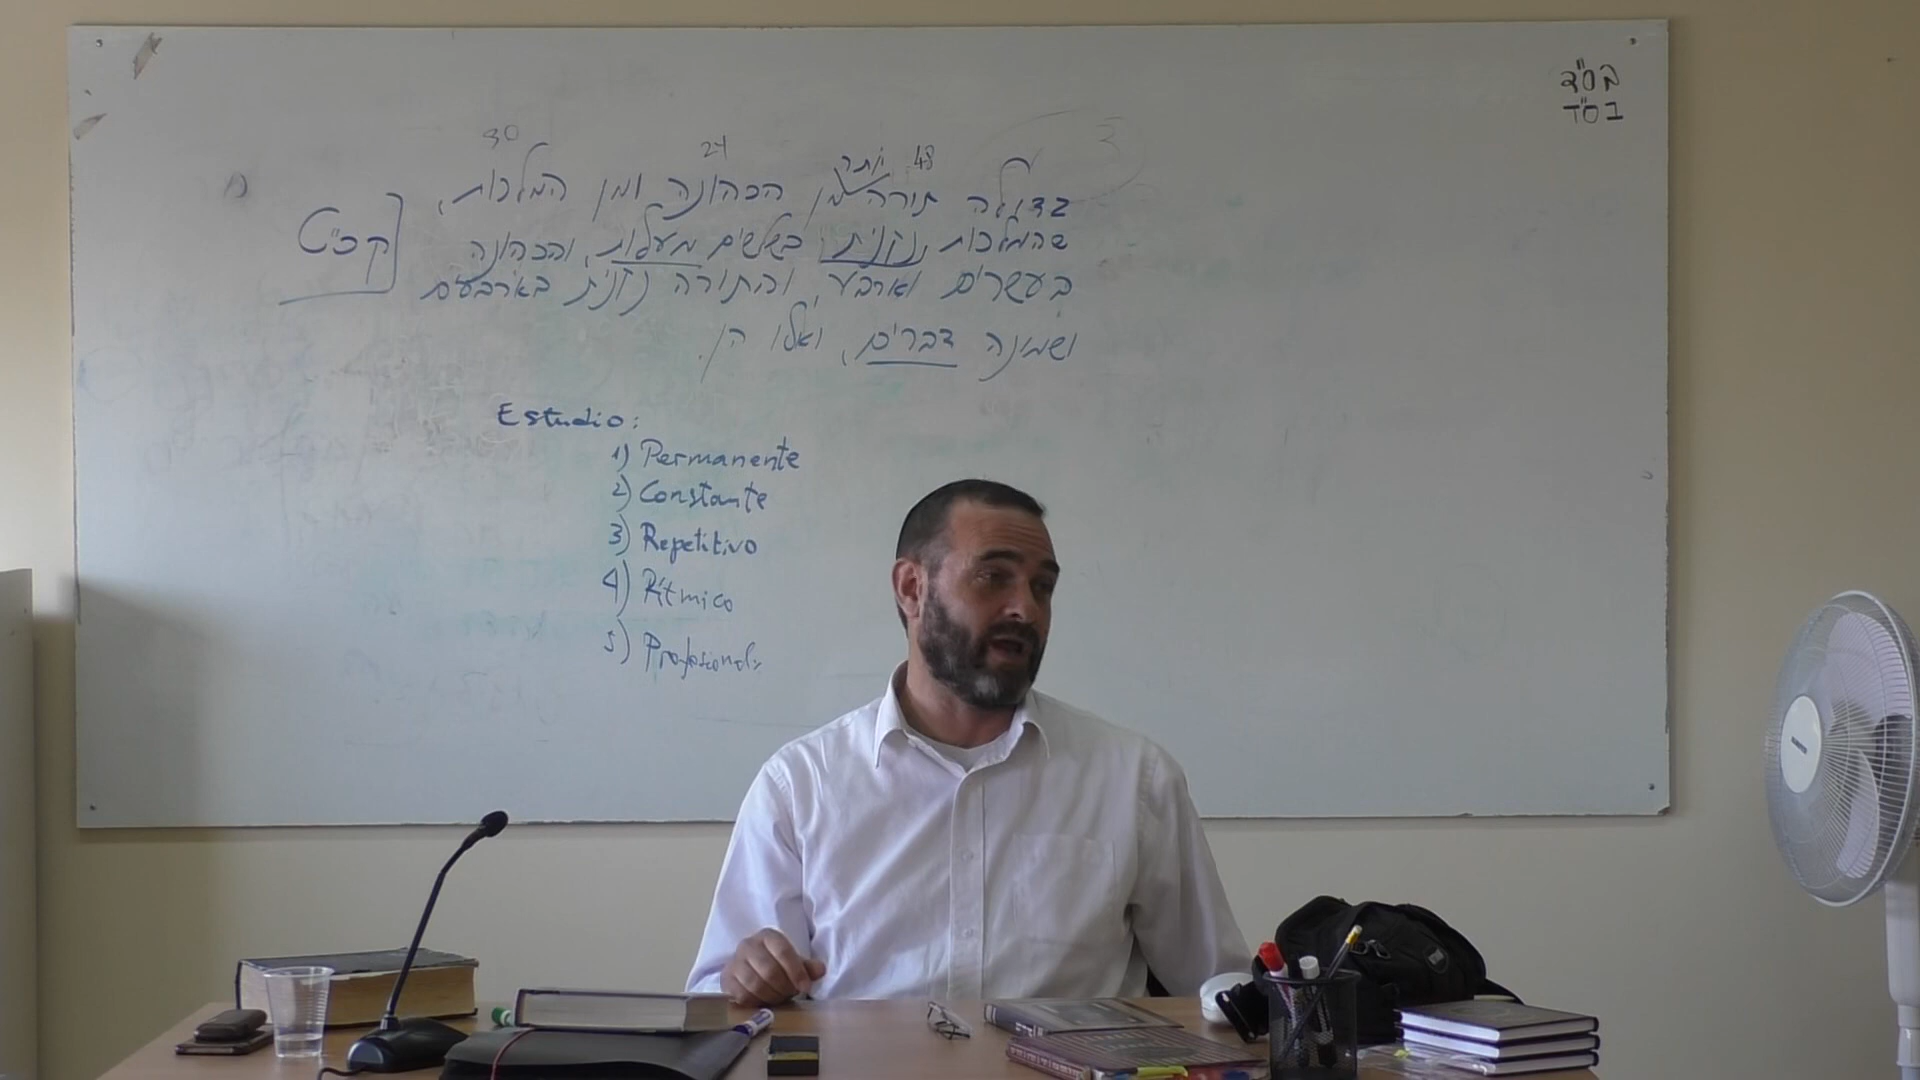 בס"ד
בס"ד
30 24 48
יותר
גדולה תורה מן הכהונה ומן המלכות,
שהמלכות נקנית בשלשים מעלות, והכהונה
בעשרים וארבע, והתורה נקנית בארבעים
ושמונה דברים, ואלו הן.
Estudio:
1) Permanente
2) Constante
3) Repetitivo
4) Rítmico
5)